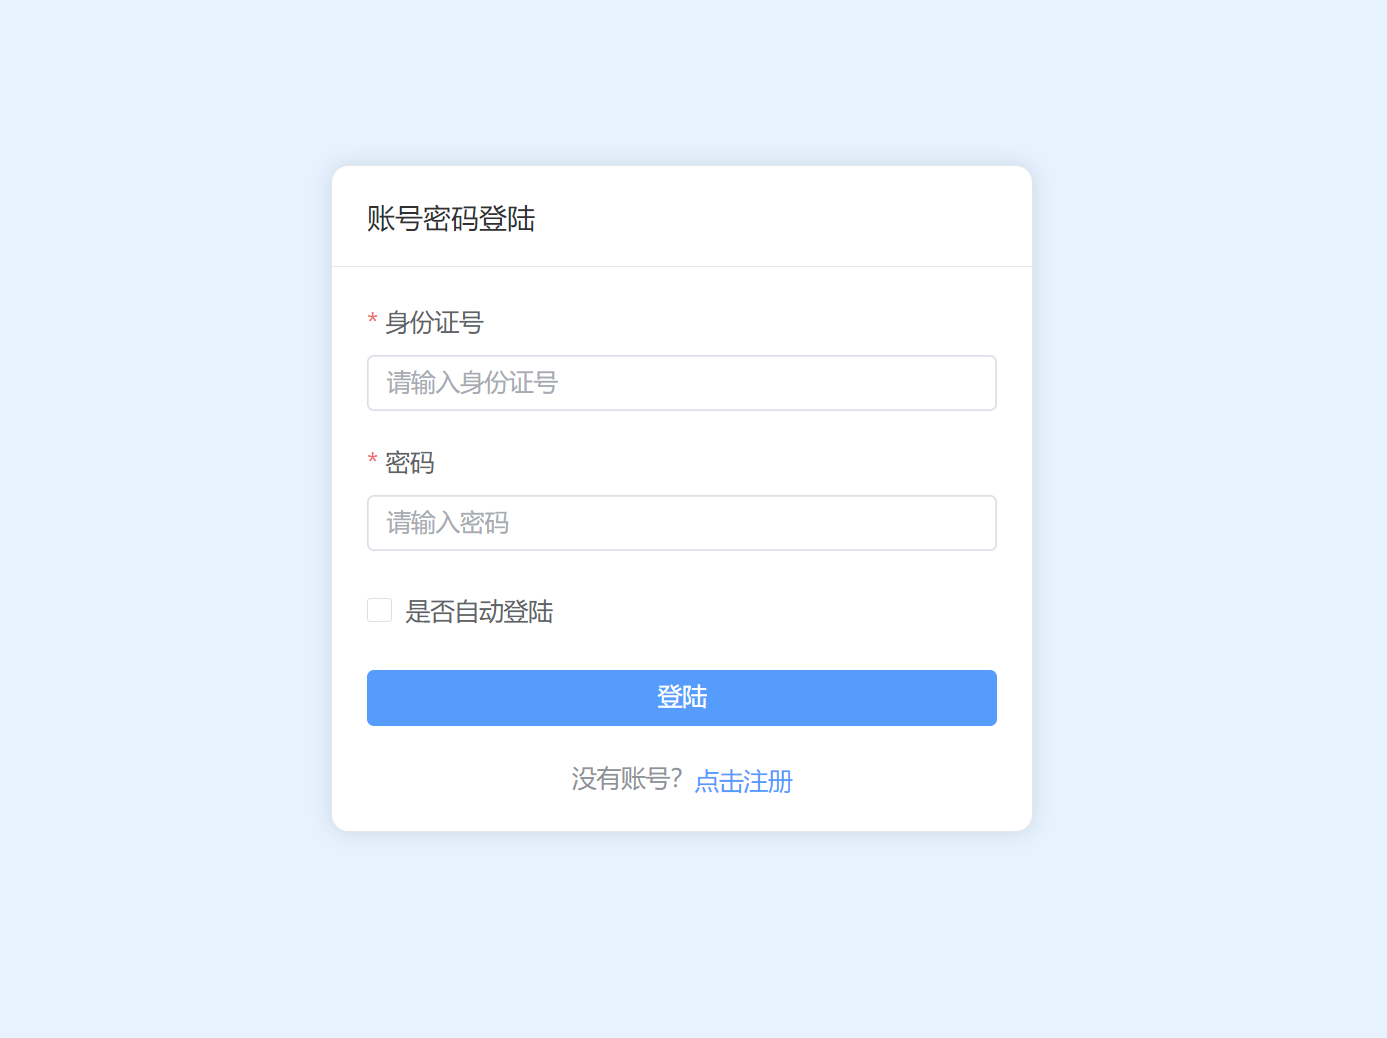 账号密码登陆
* 身份证号
请输入身份证号
* 密码
请输入密码
是否自动登陆
登陆
没有账号? 点击注册